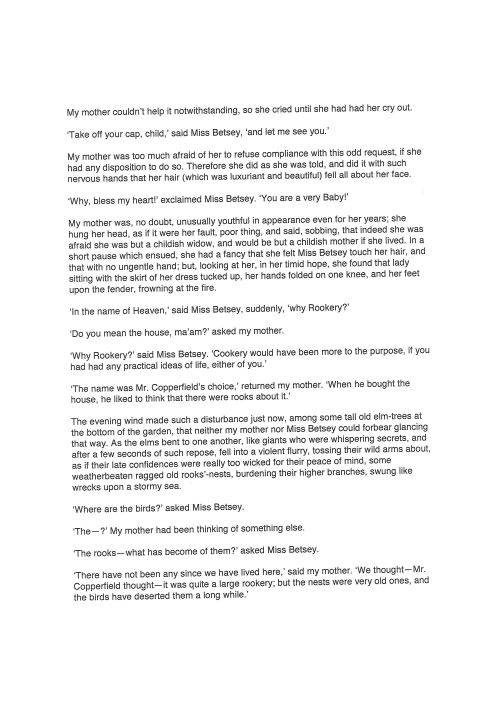 My mother couldn't help it notwithstanding, so she cried until she had had her cry out.
'Take off your cap, child,' said Miss Betsey, 'and let me see you.'
My mother was too much afraid of her to refuse compliance with this odd request, if she
had any disposition to do so. Therefore she did as she was told, and did it with such
nervous hands that her hair (which was luxuriant and beautiful) fell all about her face.
'Why, bless my heart!' exclaimed Miss Betsey. 'You are a very Baby!'
My mother was, no doubt, unusually youthful in appearance even for her years; she
hung her head, as if it were her fault, poor thing, and said, sobbing, that indeed she was
afraid she was but a childish widow, and would be but a childish mother if she lived. In a
short pause which ensued, she had a fancy that she felt Miss Betsey touch her hair, and
that with no ungentle hand; but, looking at her, in her timid hope, she found that lady
sitting with the skirt of her dress tucked up, her hands folded on one knee, and her feet
upon the fender, frowning at the fire.
'In the name of Heaven,' said Miss Betsey, suddenly, 'why Rookery?'
'Do you mean the house, ma'am?' asked my mother.
'Why Rookery?' said Miss Betsey. 'Cookery would have been more to the purpose, if you
had had any practical ideas of life, either of you.'
'The name was Mr. Copperfield's choice,' returned my mother. 'When he bought the
house, he liked to think that there were rooks about it.'
The evening wind made such a disturbance just now, among some tall old elm-trees at
the bottom of the garden, that neither my mother nor Miss Betsey could forbear glancing
that way. As the elms bent to one another, like giants who were whispering secrets, and
after a few seconds of such repose, fell into a violent flurry, tossing their wild arms about,
as if their late confidences were really too wicked for their peace of mind, some
weatherbeaten ragged old rooks'-nests, burdening their higher branches, swung like
wrecks upon a stormy sea.
'Where are the birds?' asked Miss Betsey.
'The—?' My mother had been thinking of something else.
'The rooks—what has become of them?' asked Miss Betsey.
'There have not been any since we have lived here,' said my mother. 'We thought—Mr.
Copperfield thought—it was quite a large rookery; but the nests were very old ones, and
the birds have deserted them a long while.'